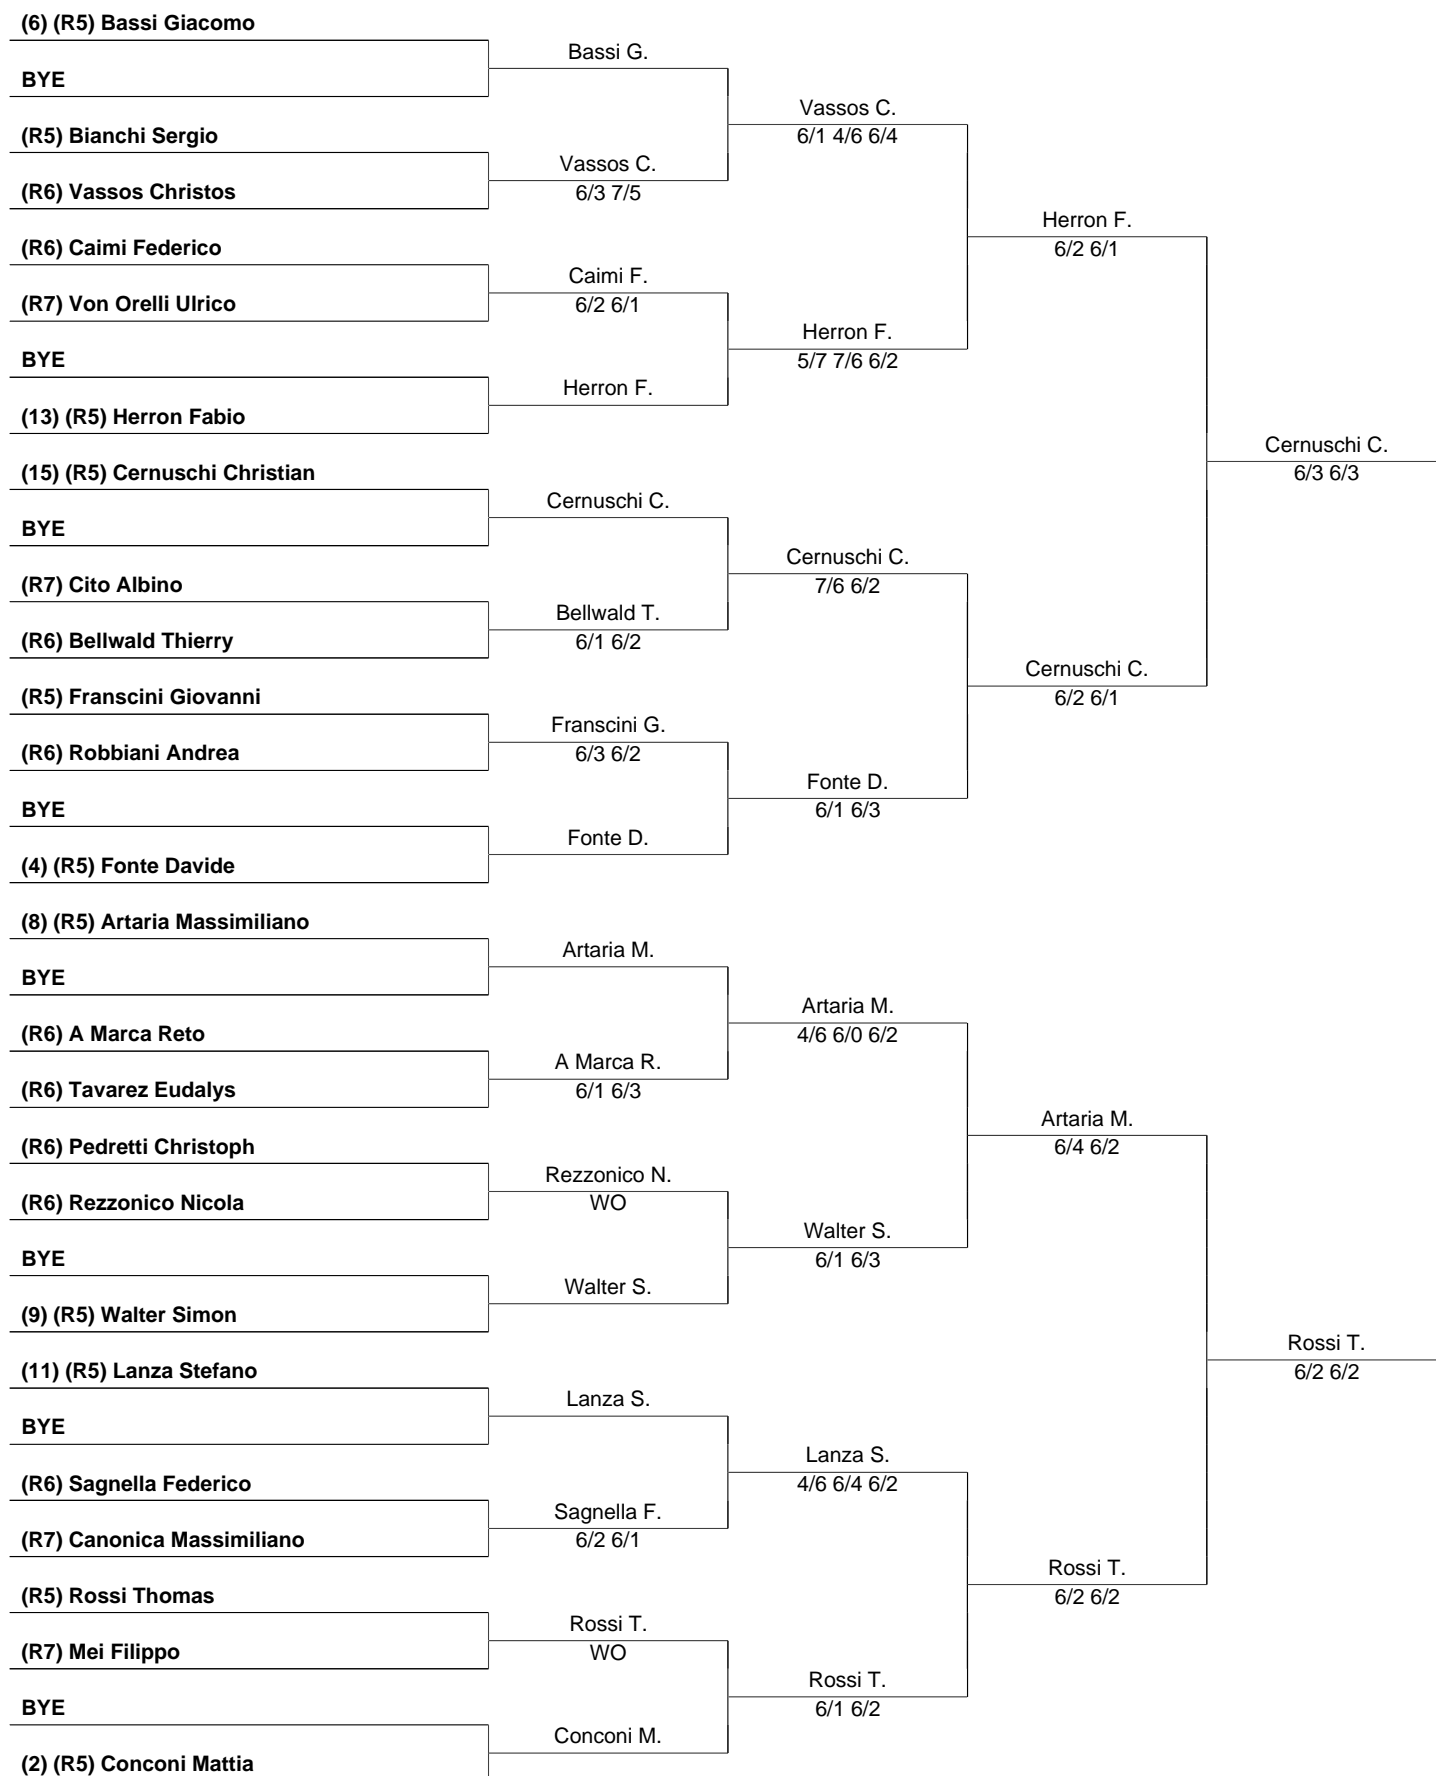 (6) (R5) Bassi Giacomo
Bassi G.
BYE
Vassos C.
6/1 4/6 6/4
(R5) Bianchi Sergio
Vassos C.
6/3 7/5
(R6) Vassos Christos
Herron F.
6/2 6/1
(R6) Caimi Federico
Caimi F.
6/2 6/1
(R7) Von Orelli Ulrico
Herron F.
5/7 7/6 6/2
BYE
Herron F.
(13) (R5) Herron Fabio
Cernuschi C.
6/3 6/3
(15) (R5) Cernuschi Christian
Cernuschi C.
BYE
Cernuschi C.
7/6 6/2
(R7) Cito Albino
Bellwald T.
6/1 6/2
(R6) Bellwald Thierry
Cernuschi C.
6/2 6/1
(R5) Franscini Giovanni
Franscini G.
6/3 6/2
(R6) Robbiani Andrea
Fonte D.
6/1 6/3
BYE
Fonte D.
(4) (R5) Fonte Davide
(8) (R5) Artaria Massimiliano
Artaria M.
BYE
Artaria M.
4/6 6/0 6/2
(R6) A Marca Reto
A Marca R.
6/1 6/3
(R6) Tavarez Eudalys
Artaria M.
6/4 6/2
(R6) Pedretti Christoph
Rezzonico N.
WO
(R6) Rezzonico Nicola
Walter S.
6/1 6/3
BYE
Walter S.
(9) (R5) Walter Simon
Rossi T.
6/2 6/2
(11) (R5) Lanza Stefano
Lanza S.
BYE
Lanza S.
4/6 6/4 6/2
(R6) Sagnella Federico
Sagnella F.
6/2 6/1
(R7) Canonica Massimiliano
Rossi T.
6/2 6/2
(R5) Rossi Thomas
Rossi T.
WO
(R7) Mei Filippo
Rossi T.
6/1 6/2
BYE
Conconi M.
(2) (R5) Conconi Mattia